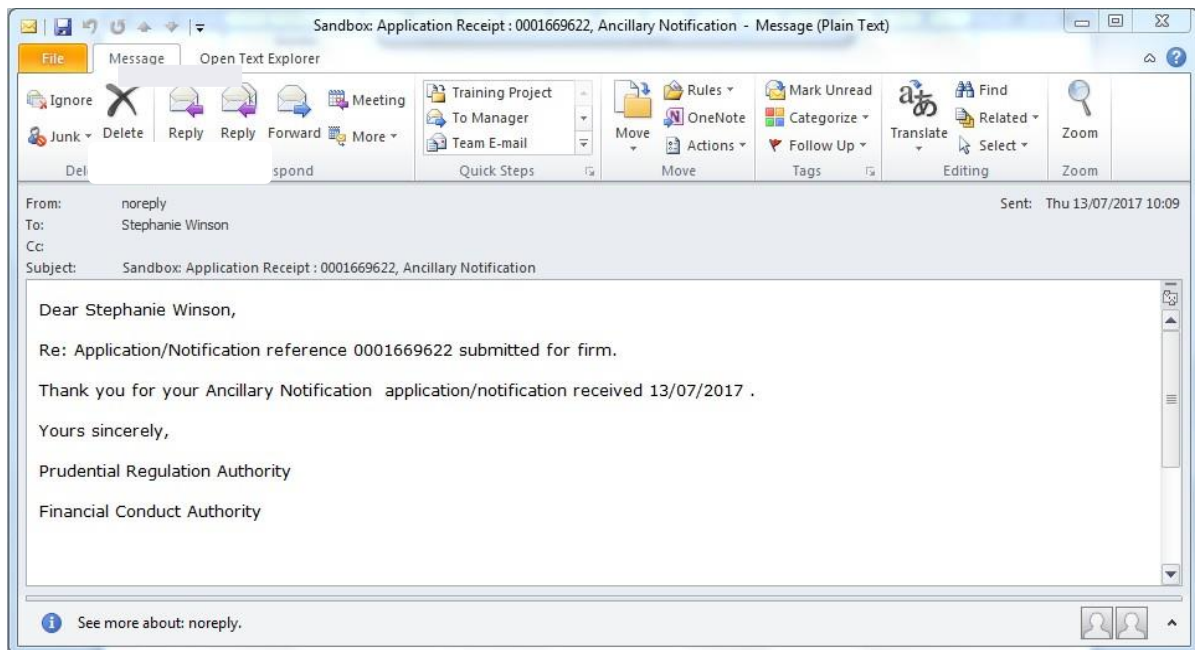 Sandbox: Application Receipt : 0001669622, Ancillary Notification - Message (Plain Text)
File Message Open Text Explorer
Ignore
Junk
Delete
Reply
Reply
Forward
Meeting
More
Training Project
To Manager
Team E-mail
Move
Rules
OneNote
Actions
Mark Unread
Categorize
Follow Up
Translate
Find
Related
Select
Zoom
Del
spond
Quick Steps
Move
Tags
Editing
Zoom
From: noreply
Sent: Thu 13/07/2017 10:09
To: Stephanie Winson
Cc:
Subject: Sandbox: Application Receipt : 0001669622, Ancillary Notification
Dear Stephanie Winson,
Re: Application/Notification reference 0001669622 submitted for firm.
Thank you for your Ancillary Notification application/notification received 13/07/2017 .
Yours sincerely,
Prudential Regulation Authority
Financial Conduct Authority
See more about: noreply.